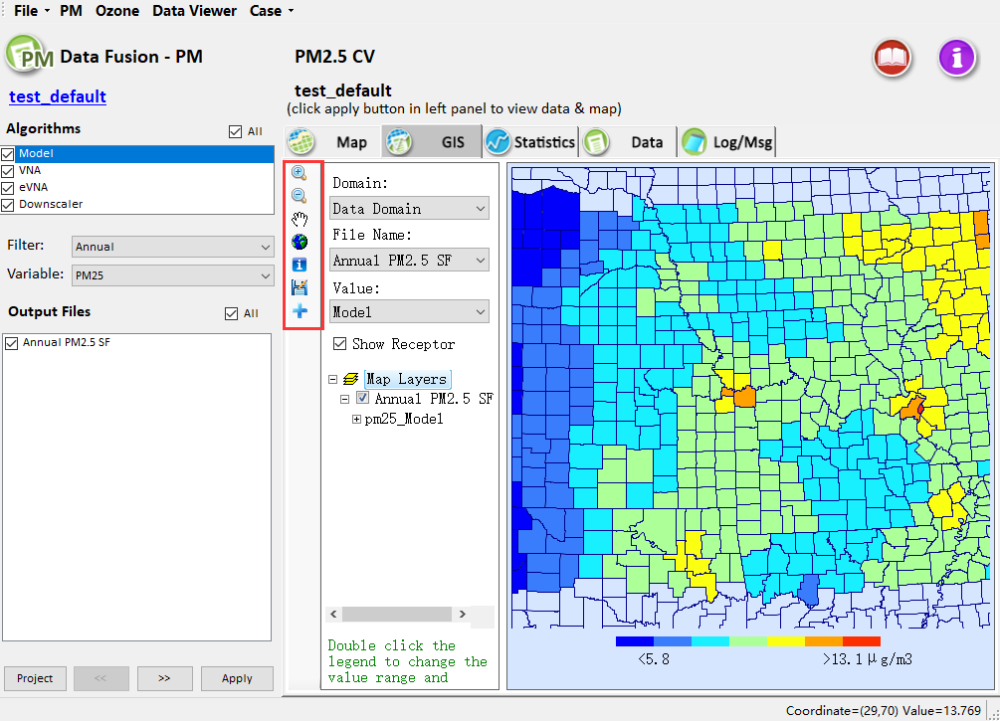 File PM Ozone Data Viewer Case
PM Data Fusion - PM
PM2.5 CV
test_default
test_default
(click apply button in left panel to view data & map)
Algorithms
All
Model
VNA
eVNA
Downscaler
Filter: Annual
Variable: PM25
Output Files
All
Annual PM2.5 SF
Project << >> Apply
Map GIS Statistics Data Log/Msg
Domain:
Data Domain
File Name:
Annual PM2.5 SF
Value:
Model
Show Receptor
Map Layers
Annual PM2.5 SF
pm25_Model
Double click the
legend to change the
value range and
<5.8 >13.1μg/m3
Coordinate=(29,70) Value=13.769